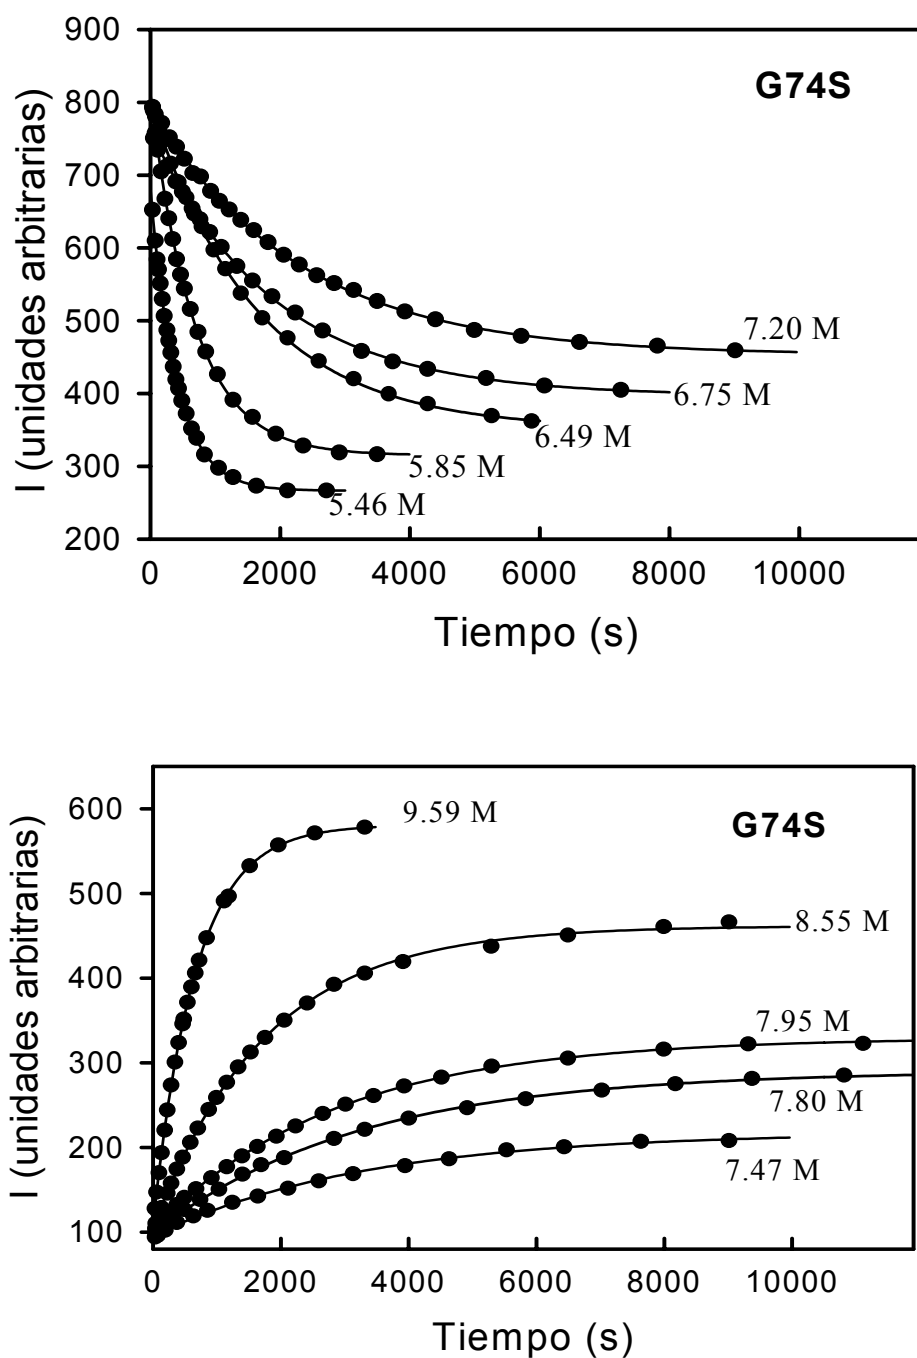 900
G74S
800
700
600
500
400
300
200
I (unidades arbitrarias)
7.20 M
6.75 M
6.49 M
5.85 M
5.46 M
0 2000 4000 6000 8000 10000
Tiempo (s)
600
500
400
300
200
100
I (unidades arbitrarias)
9.59 M
G74S
8.55 M
7.95 M
7.80 M
7.47 M
0 2000 4000 6000 8000 10000
Tiempo (s)